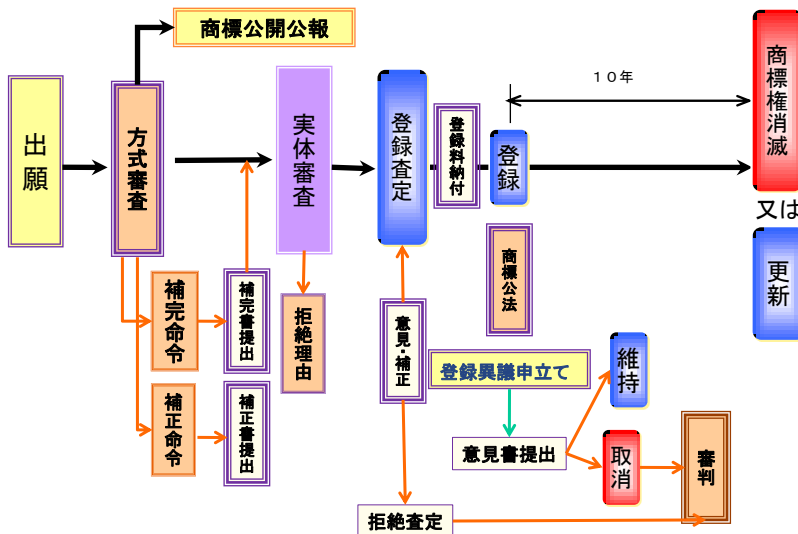 商標公開公報
出願
方式審査
実体審査
登録査定
登録料納付
登録
１０年
商標権消滅
又は
更新
補完命令
補完書提出
拒絶理由
意見・補正
商標公法
登録異議申立て
維持
補正命令
補正書提出
意見書提出
取消
審判
拒絶査定